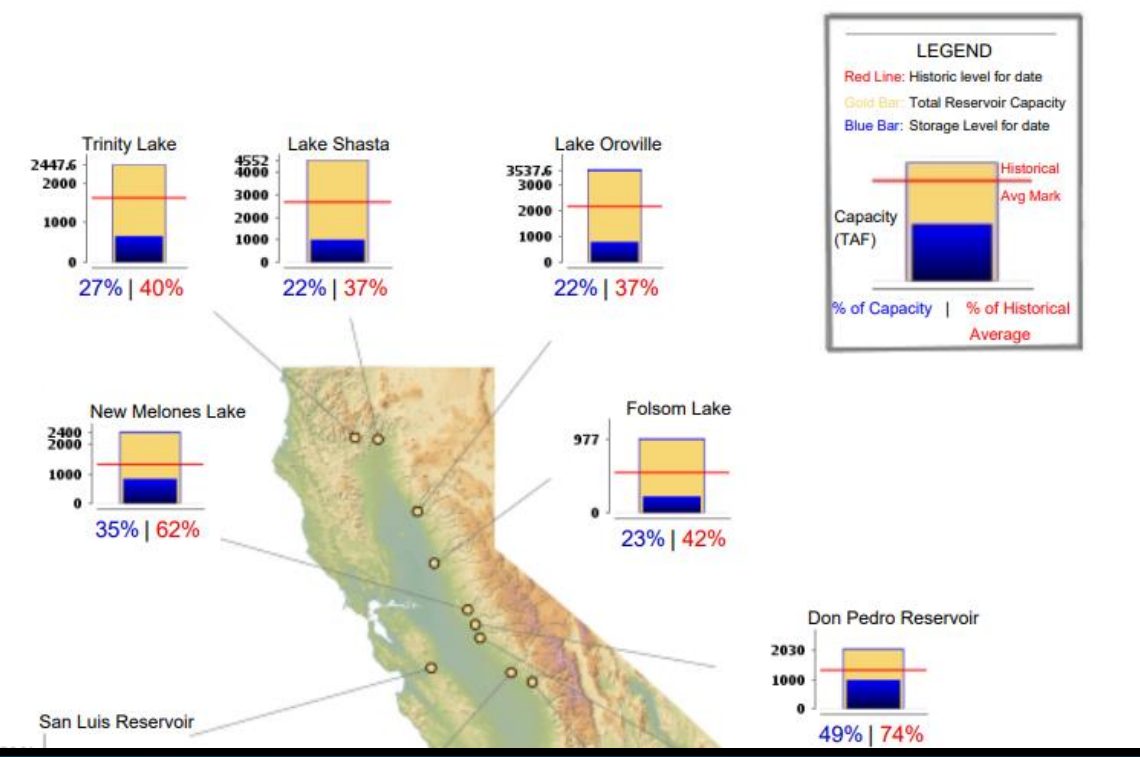 LEGEND
Red Line: Historic level for date
Gold Bar: Total Reservoir Capacity
Blue Bar: Storage Level for date
Historical
Avg Mark
Capacity
(TAF)
% of Capacity | % of Historical
Average
Trinity Lake
2447.6
2000
1000
0
27% | 40%
Lake Shasta
4552
4000
3000
2000
1000
0
22% | 37%
Lake Oroville
3537.6
3000
2000
1000
0
22% | 37%
New Melones Lake
2400
2000
1000
0
35% | 62%
Folsom Lake
977
0
23% | 42%
Don Pedro Reservoir
2030
1000
0
49% | 74%
San Luis Reservoir